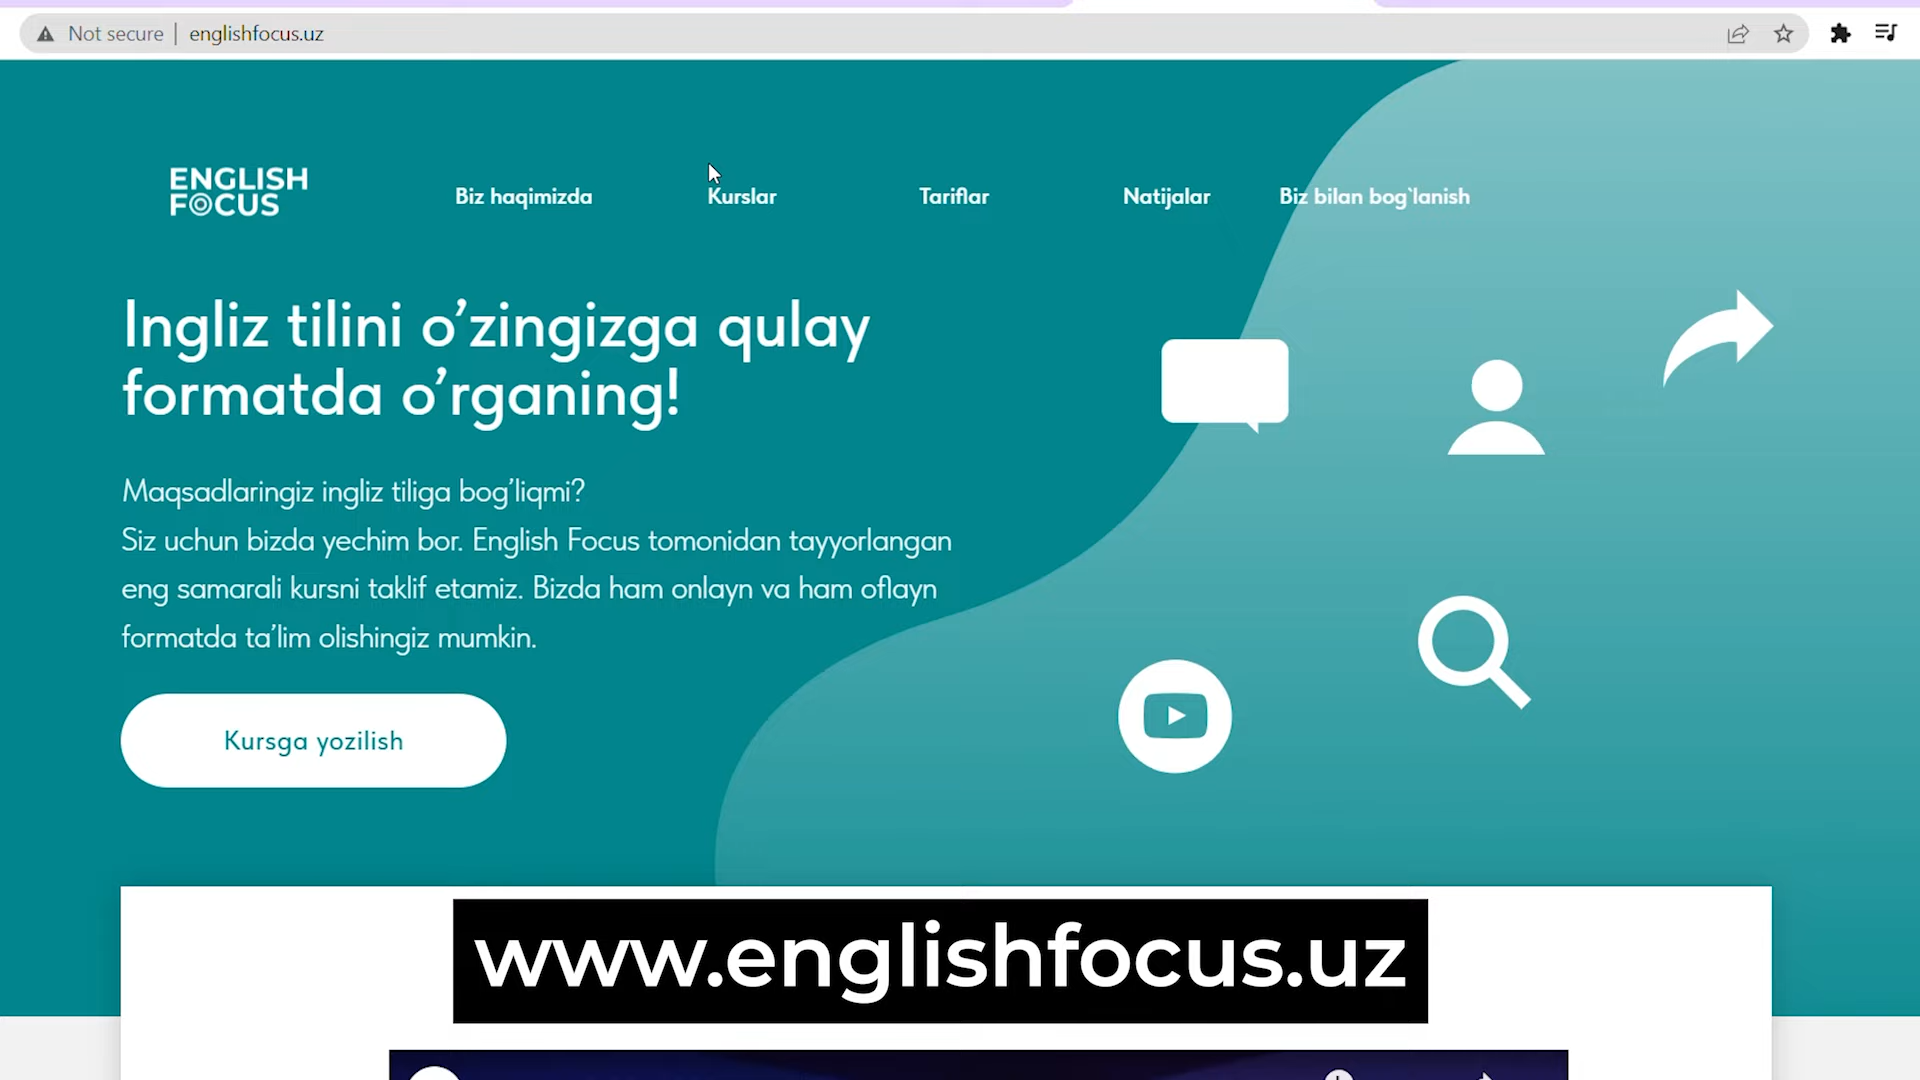 Not secure | englishfocus.uz
ENGLISH
FOCUS
Biz haqimizda
Kurslar
Tariflar
Natijalar
Biz bilan bog`lanish
Ingliz tilini o’zingizga qulay
formatda o’rganing!
Maqsadlaringiz ingliz tiliga bog’liqmi?
Siz uchun bizda yechim bor. English Focus tomonidan tayyorlangan
eng samarali kursni taklif etamiz. Bizda ham onlayn va ham oflayn
formatda ta’lim olishingiz mumkin.
Kursga yozilish
www.englishfocus.uz